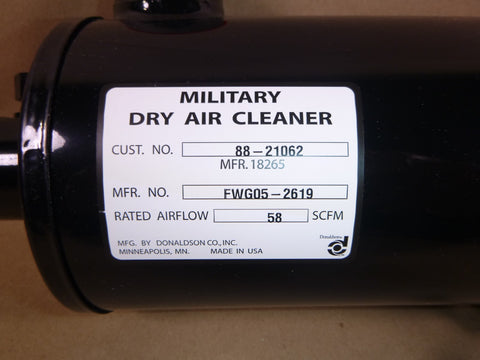 MILITARY
DRY AIR CLEANER
CUST. NO. 88-21062
MFR.18265
MFR. NO. FWG05-2619
RATED AIRFLOW 58 SCFM
Donaldson
MFG. BY DONALDSON CO., INC.
MINNEAPOLIS, MN. MADE IN USA